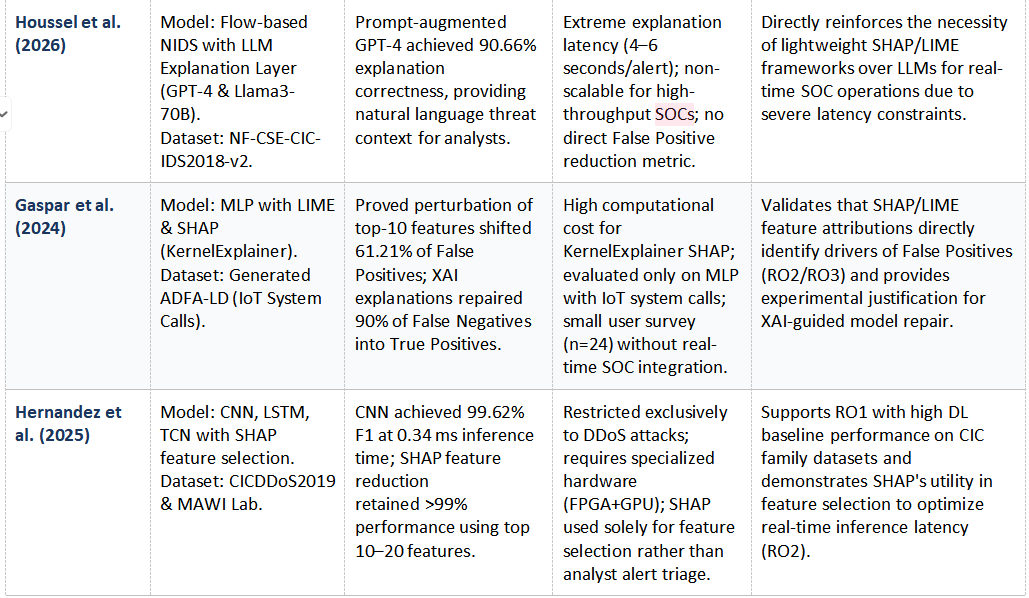 Houssel et al.
(2026)
Model: Flow-based
NIDS with LLM
Explanation Layer
(GPT-4 & Llama3-
70B).
Dataset: NF-CSE-CIC-
IDS2018-v2.
Prompt-augmented
GPT-4 achieved 90.66%
explanation
correctness, providing
natural language threat
context for analysts.
Extreme explanation
latency (4–6
seconds/alert); non-
scalable for high-
throughput SOCs; no
direct False Positive
reduction metric.
Directly reinforces the necessity
of lightweight SHAP/LIME
frameworks over LLMs for real-
time SOC operations due to
severe latency constraints.
Gaspar et al.
(2024)
Model: MLP with LIME
& SHAP
(KernelExplainer).
Dataset: Generated
ADFA-LD (IoT System
Calls).
Proved perturbation of
top-10 features shifted
61.21% of False
Positives; XAI
explanations repaired
90% of False Negatives
into True Positives.
High computational
cost for
KernelExplainer SHAP;
evaluated only on MLP
with IoT system calls;
small user survey
(n=24) without real-
time SOC integration.
Validates that SHAP/LIME
feature attributions directly
identify drivers of False Positives
(RO2/RO3) and provides
experimental justification for
XAI-guided model repair.
Hernandez et
al. (2025)
Model: CNN, LSTM,
TCN with SHAP
feature selection.
Dataset: CICDDoS2019
& MAWI Lab.
CNN achieved 99.62%
F1 at 0.34 ms inference
time; SHAP feature
reduction
retained >99%
performance using top
10–20 features.
Restricted exclusively
to DDoS attacks;
requires specialized
hardware
(FPGA+GPU); SHAP
used solely for feature
selection rather than
analyst alert triage.
Supports RO1 with high DL
baseline performance on CIC
family datasets and
demonstrates SHAP's utility in
feature selection to optimize
real-time inference latency
(RO2).